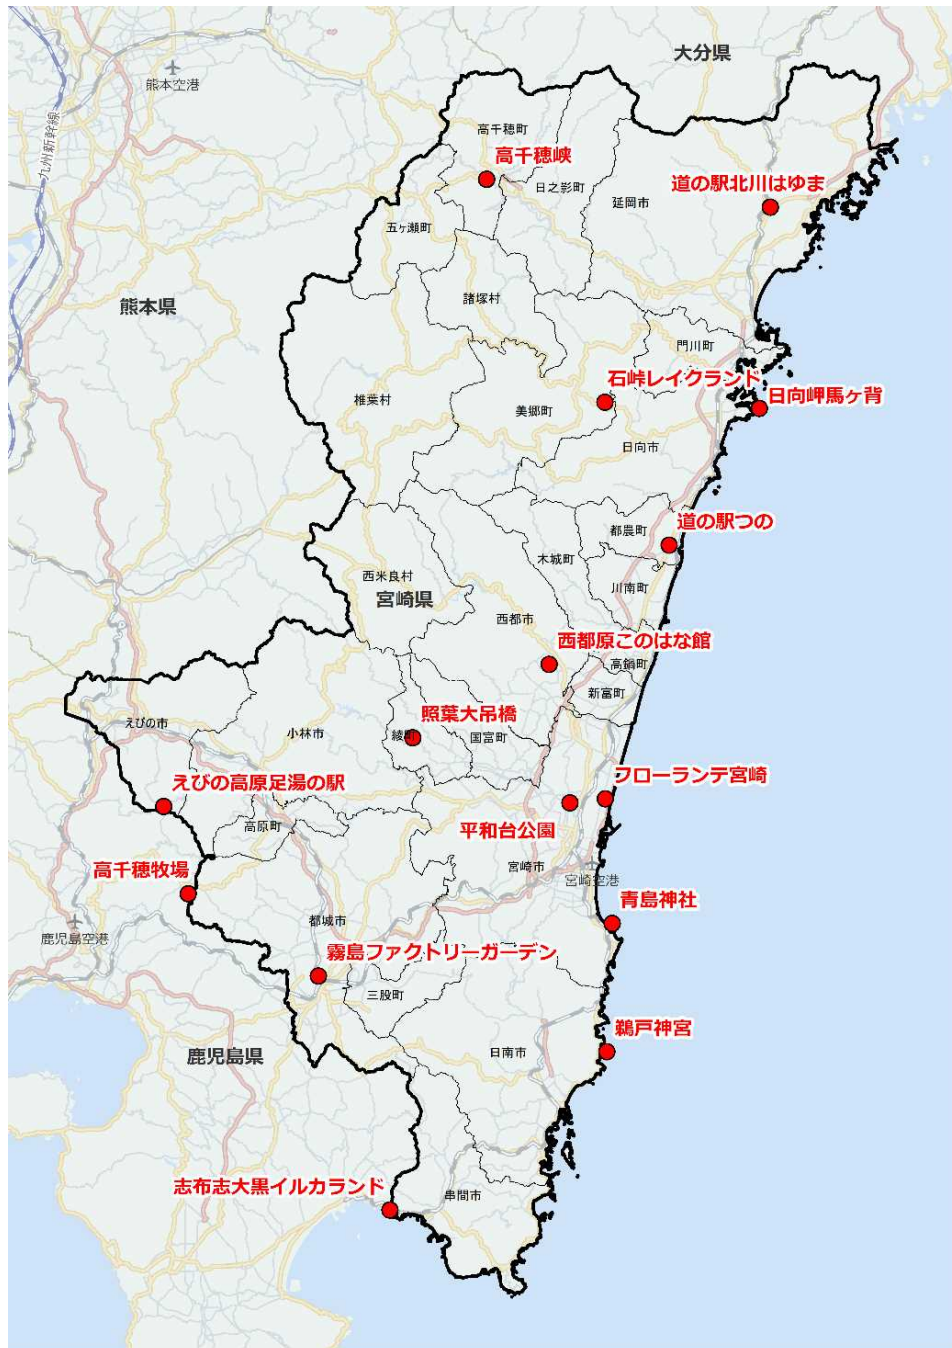 大分県
熊本空港
九州新幹線
高千穂町
高千穂峡
日之影町
道の駅北川はゆま
延岡市
五ヶ瀬町
諸塚村
熊本県
門川町
石峠レイクランド
日向岬馬ヶ背
椎葉村
美郷町
日向市
道の駅つの
都農町
木城町
西米良村
川南町
宮崎県
西都市
西都原このはな館
高鍋町
新富町
照葉大吊橋
えびの市
小林市
綾町
国富町
えびの高原足湯の駅
フローランテ宮崎
高原町
平和台公園
高千穂牧場
宮崎市
宮崎空港
青島神社
都城市
鹿児島空港
霧島ファクトリーガーデン
三股町
鵜戸神宮
鹿児島県
日南市
志布志大黒イルカランド
串間市